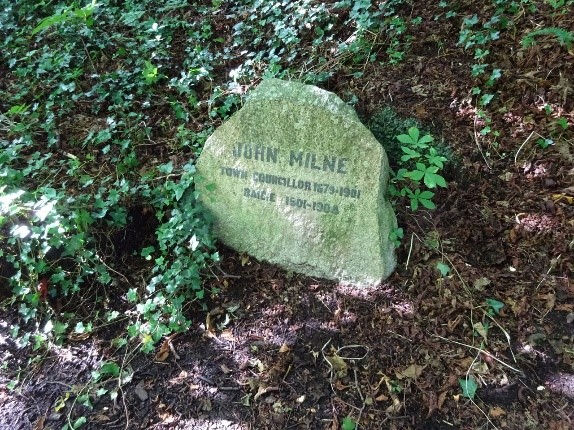 JOHN MILNE
TOWN COUNCILLOR 1879-1901
BAILIE 1901-1904